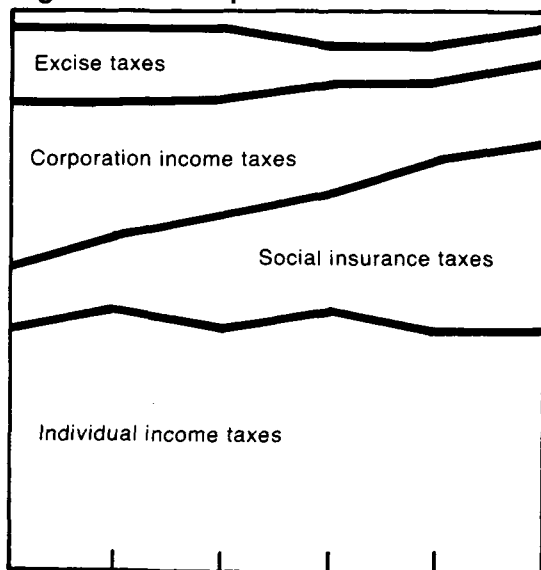 Excise taxes
Corporation income taxes
Social insurance taxes
Individual income taxes